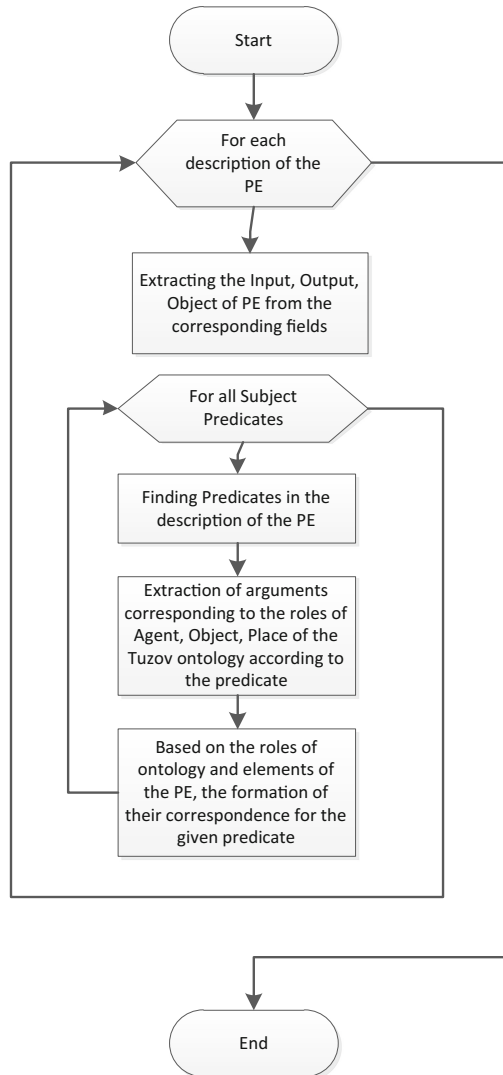 Start
For each
description of the
PE
Extracting the Input, Output,
Object of PE from the
corresponding fields
For all Subject
Predicates
Finding Predicates in the
description of the PE
Extraction of arguments
corresponding to the roles of
Agent, Object, Place of the
Tuzov ontology according to
the predicate
Based on the roles of
ontology and elements of
the PE, the formation of
their correspondence for the
given predicate
End